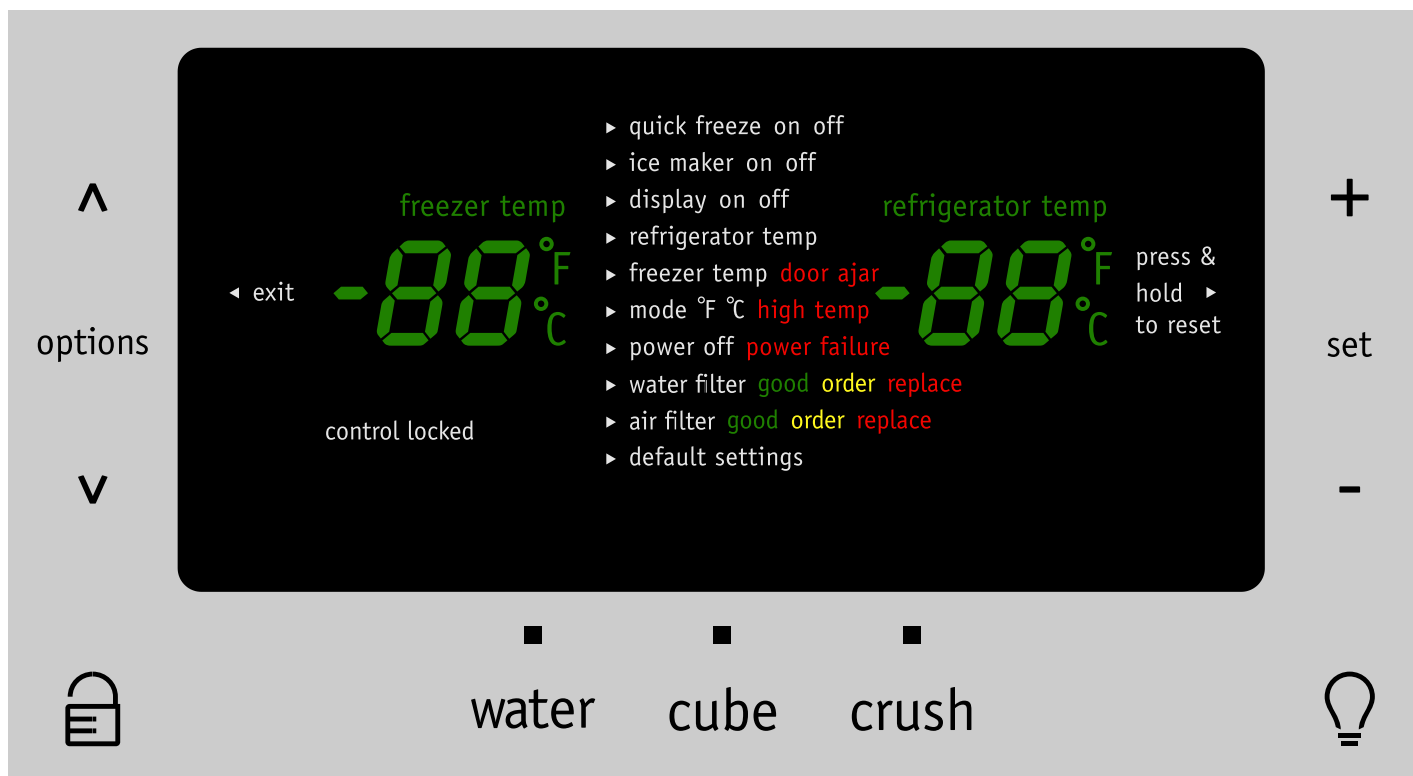 ▸ quick freeze on off
▸ ice maker on off
▸ display on off
freezer temp
refrigerator temp
▸ refrigerator temp
-88 °F °C
-88 °F °C
▸ freezer temp door ajar
◂ exit
press &
hold ▸
to reset
▸ mode °F °C high temp
▸ power off power failure
▸ water filter good order replace
▸ air filter good order replace
control locked
▸ default settings
^
options
v
+
set
-
water
cube
crush